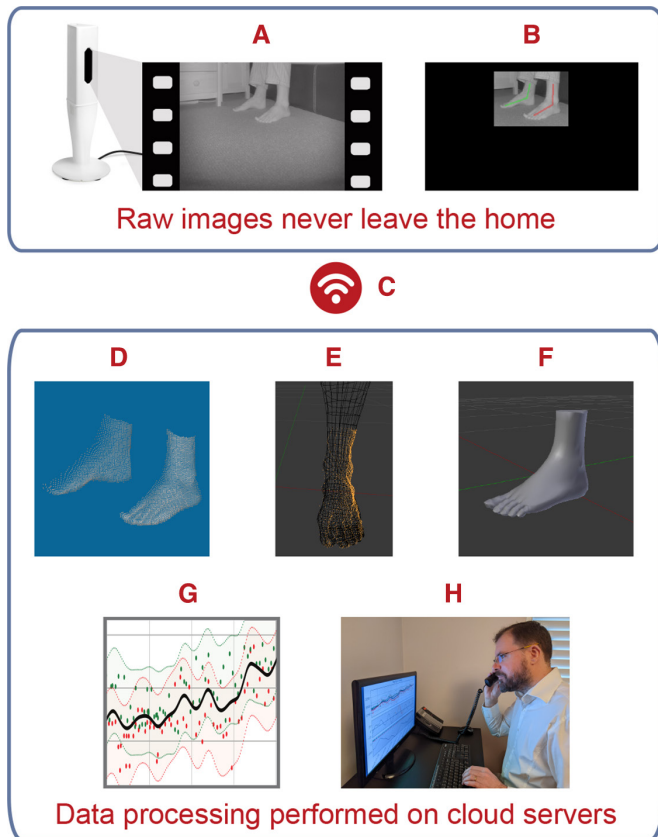 A
B
Raw images never leave the home
C
D
E
F
G
H
Data processing performed on cloud servers